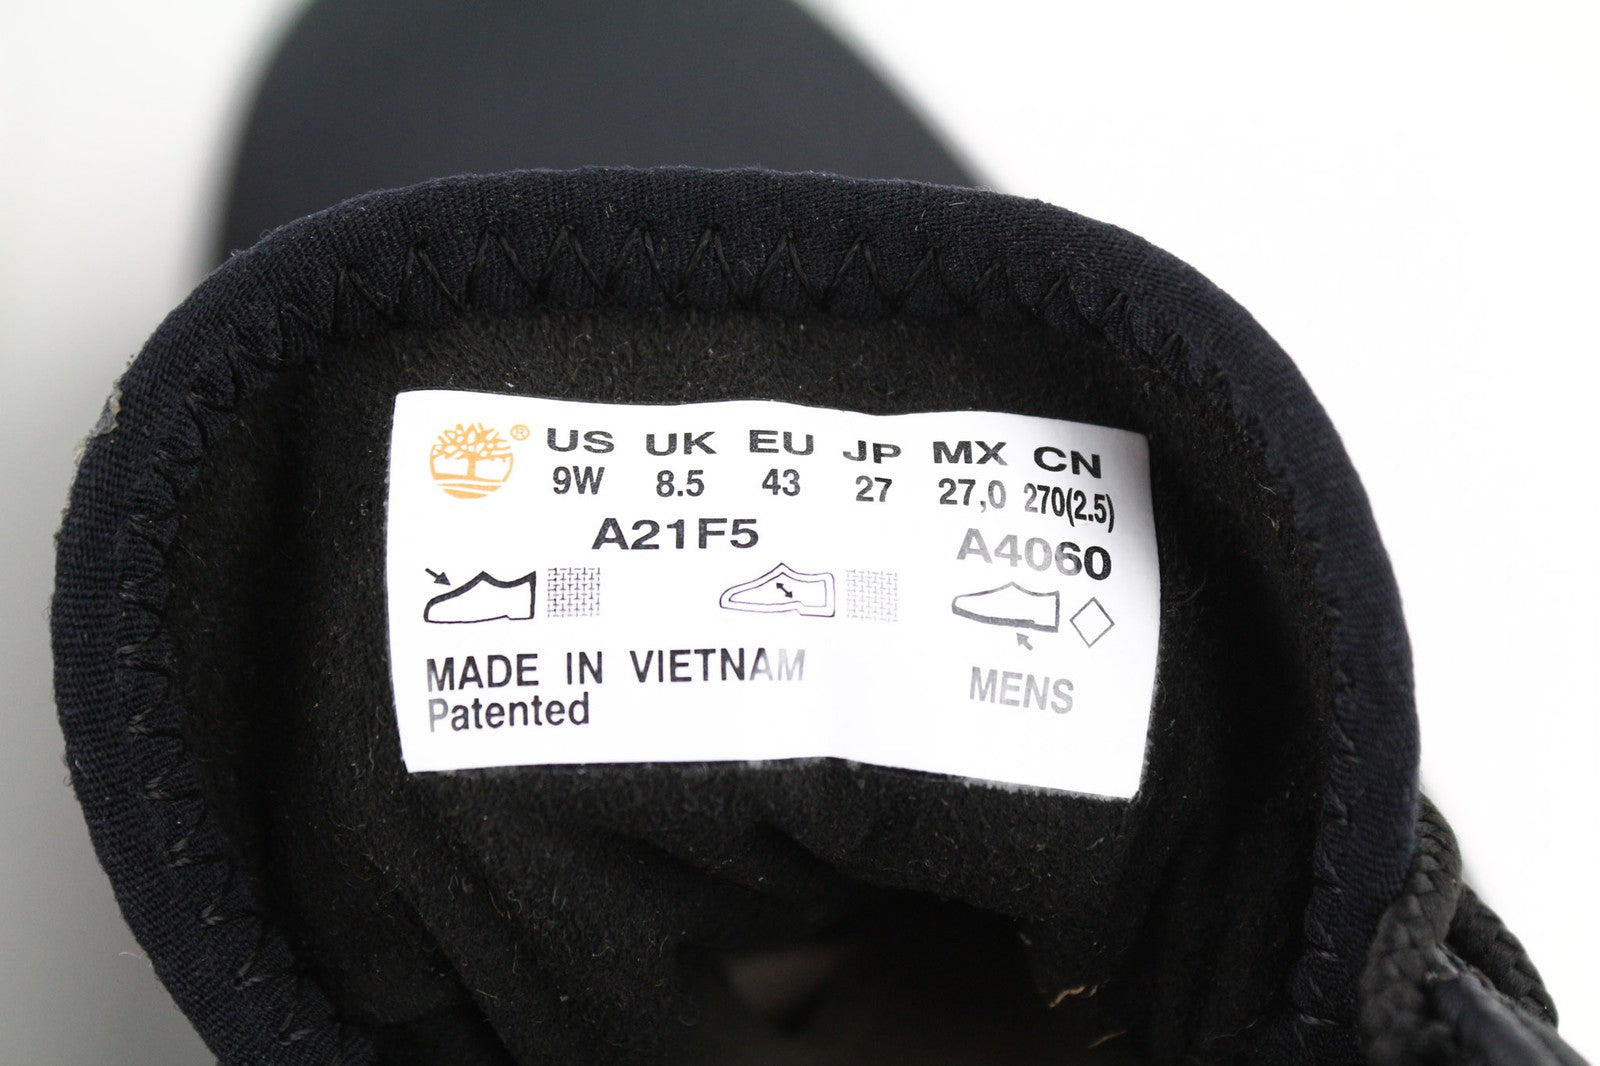 ® US UK EU JP MX CN
9W 8.5 43 27 27,0 270(2.5)
A21F5 A4060
MADE IN VIETNAM MENS
Patented